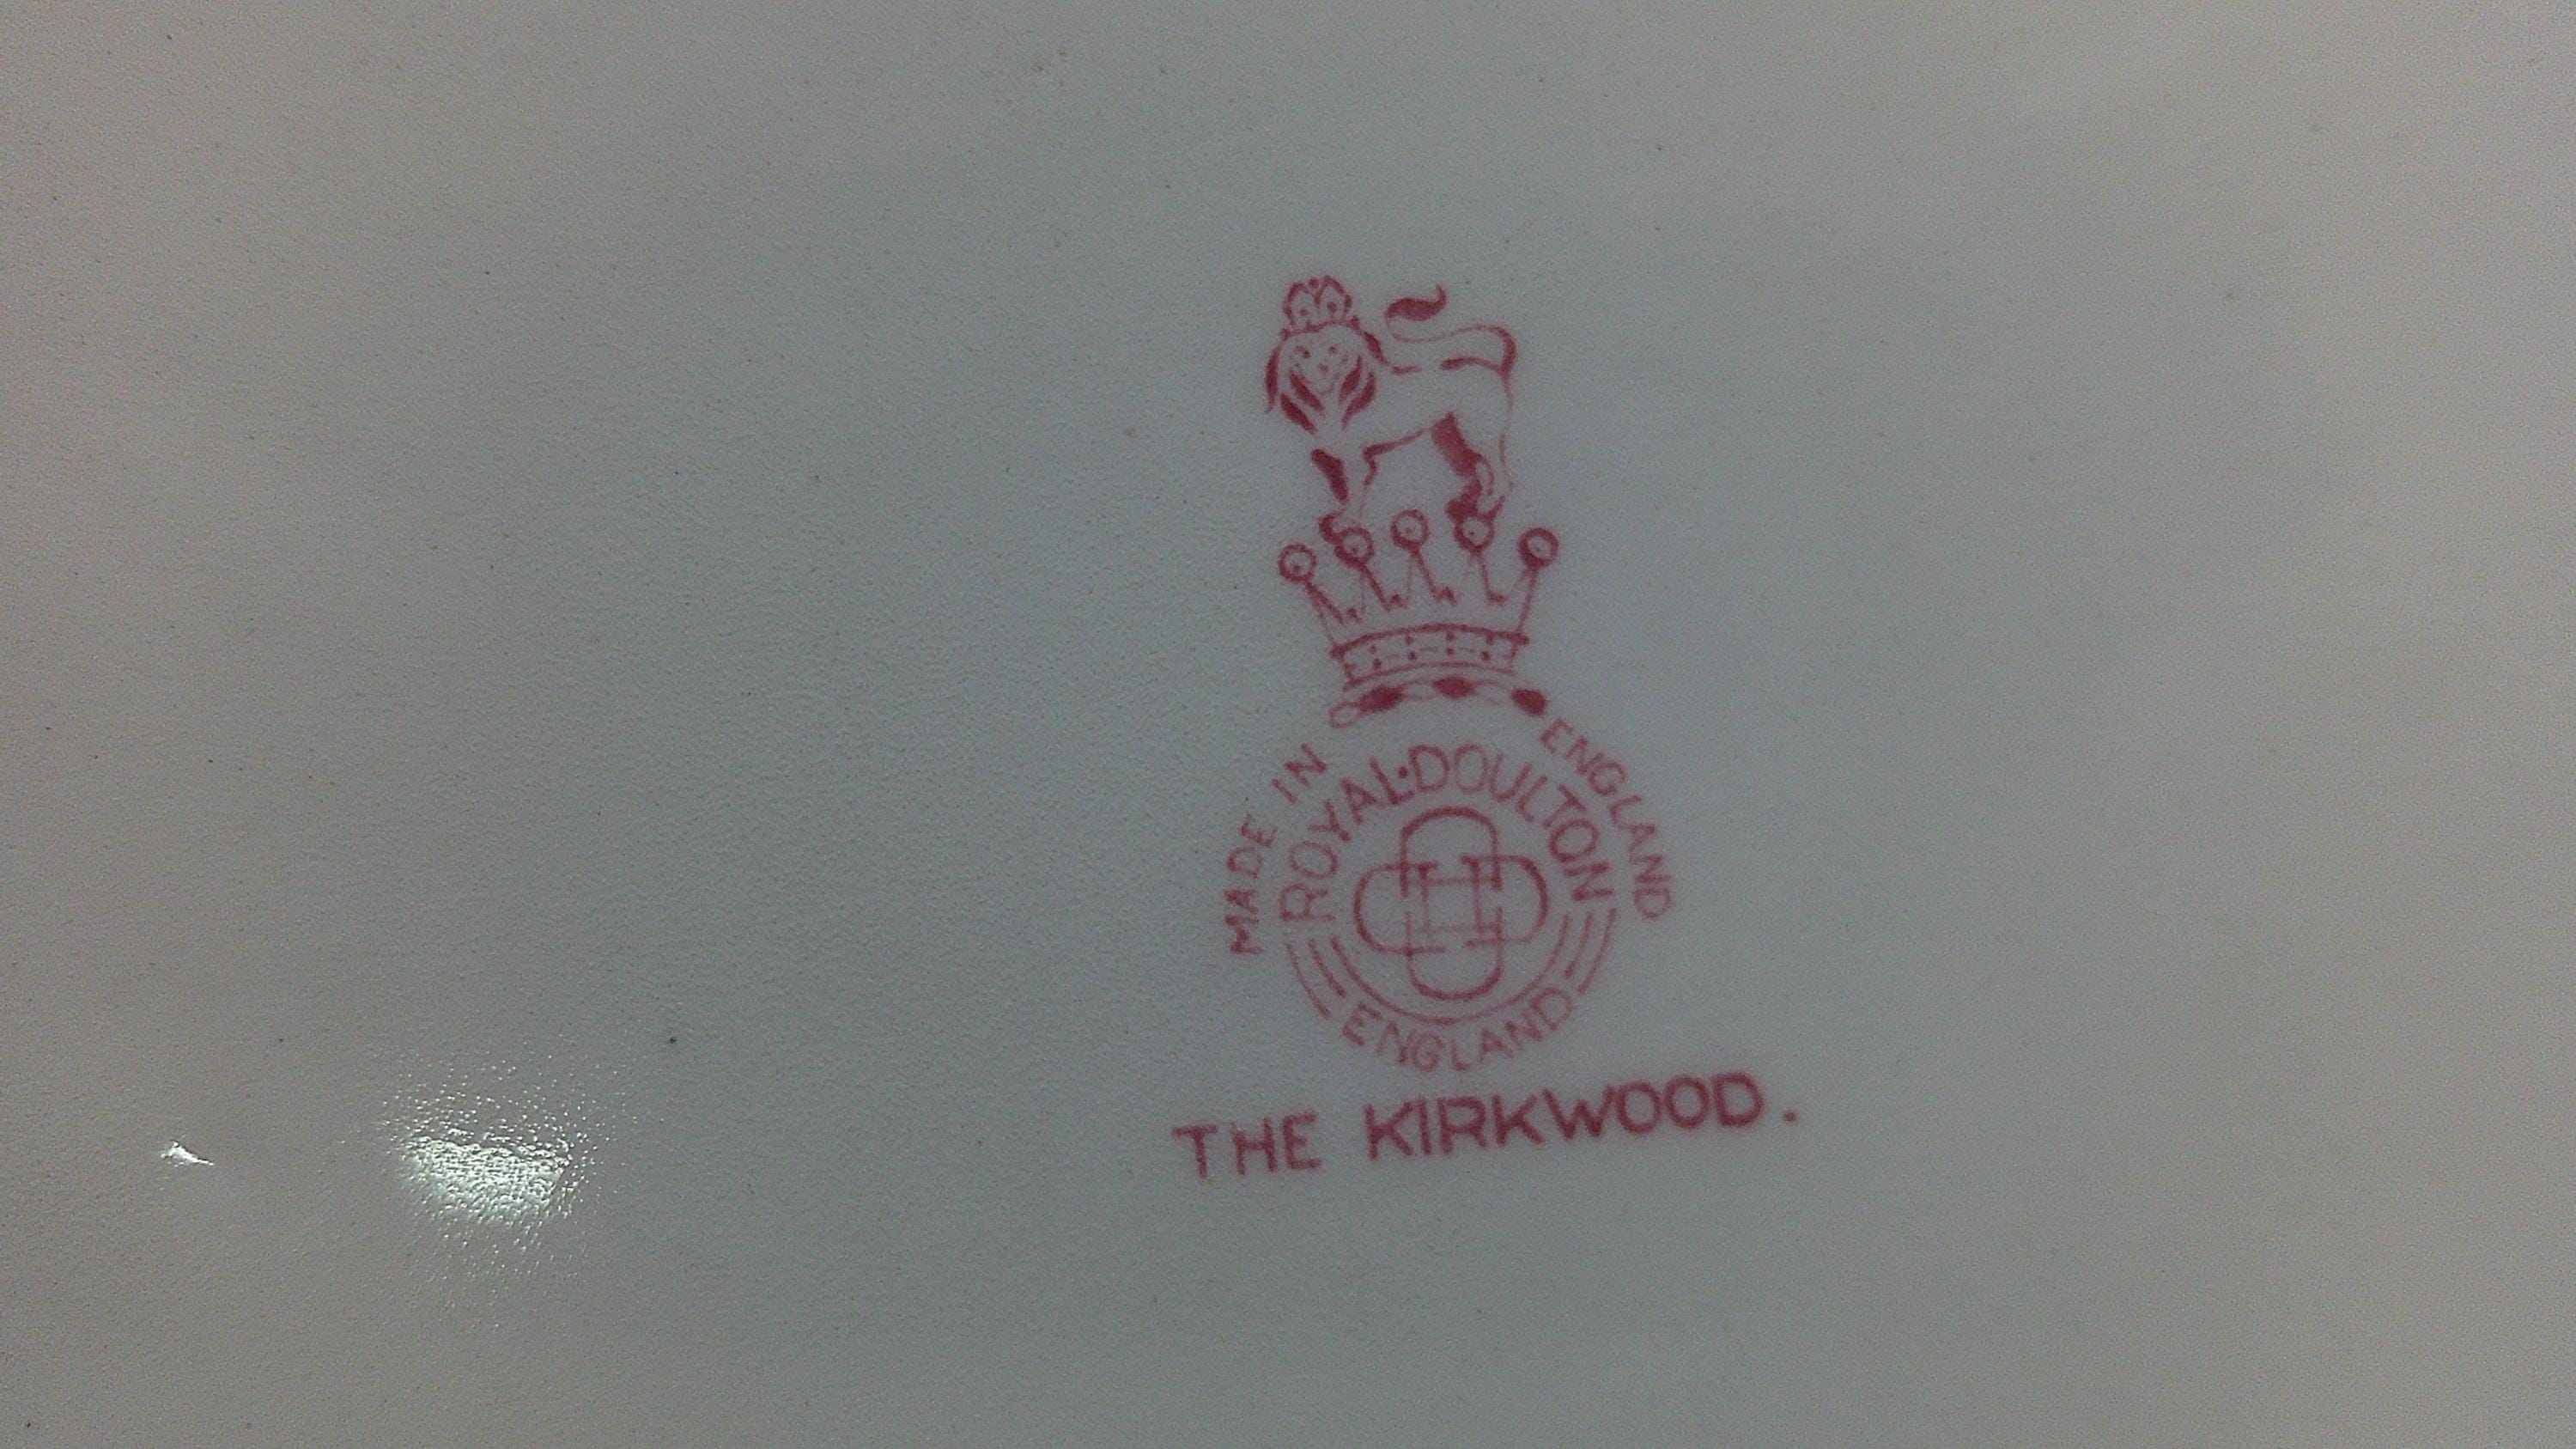 MADE IN ENGLAND
ROYAL·DOULTON
ENGLAND
THE KIRKWOOD.